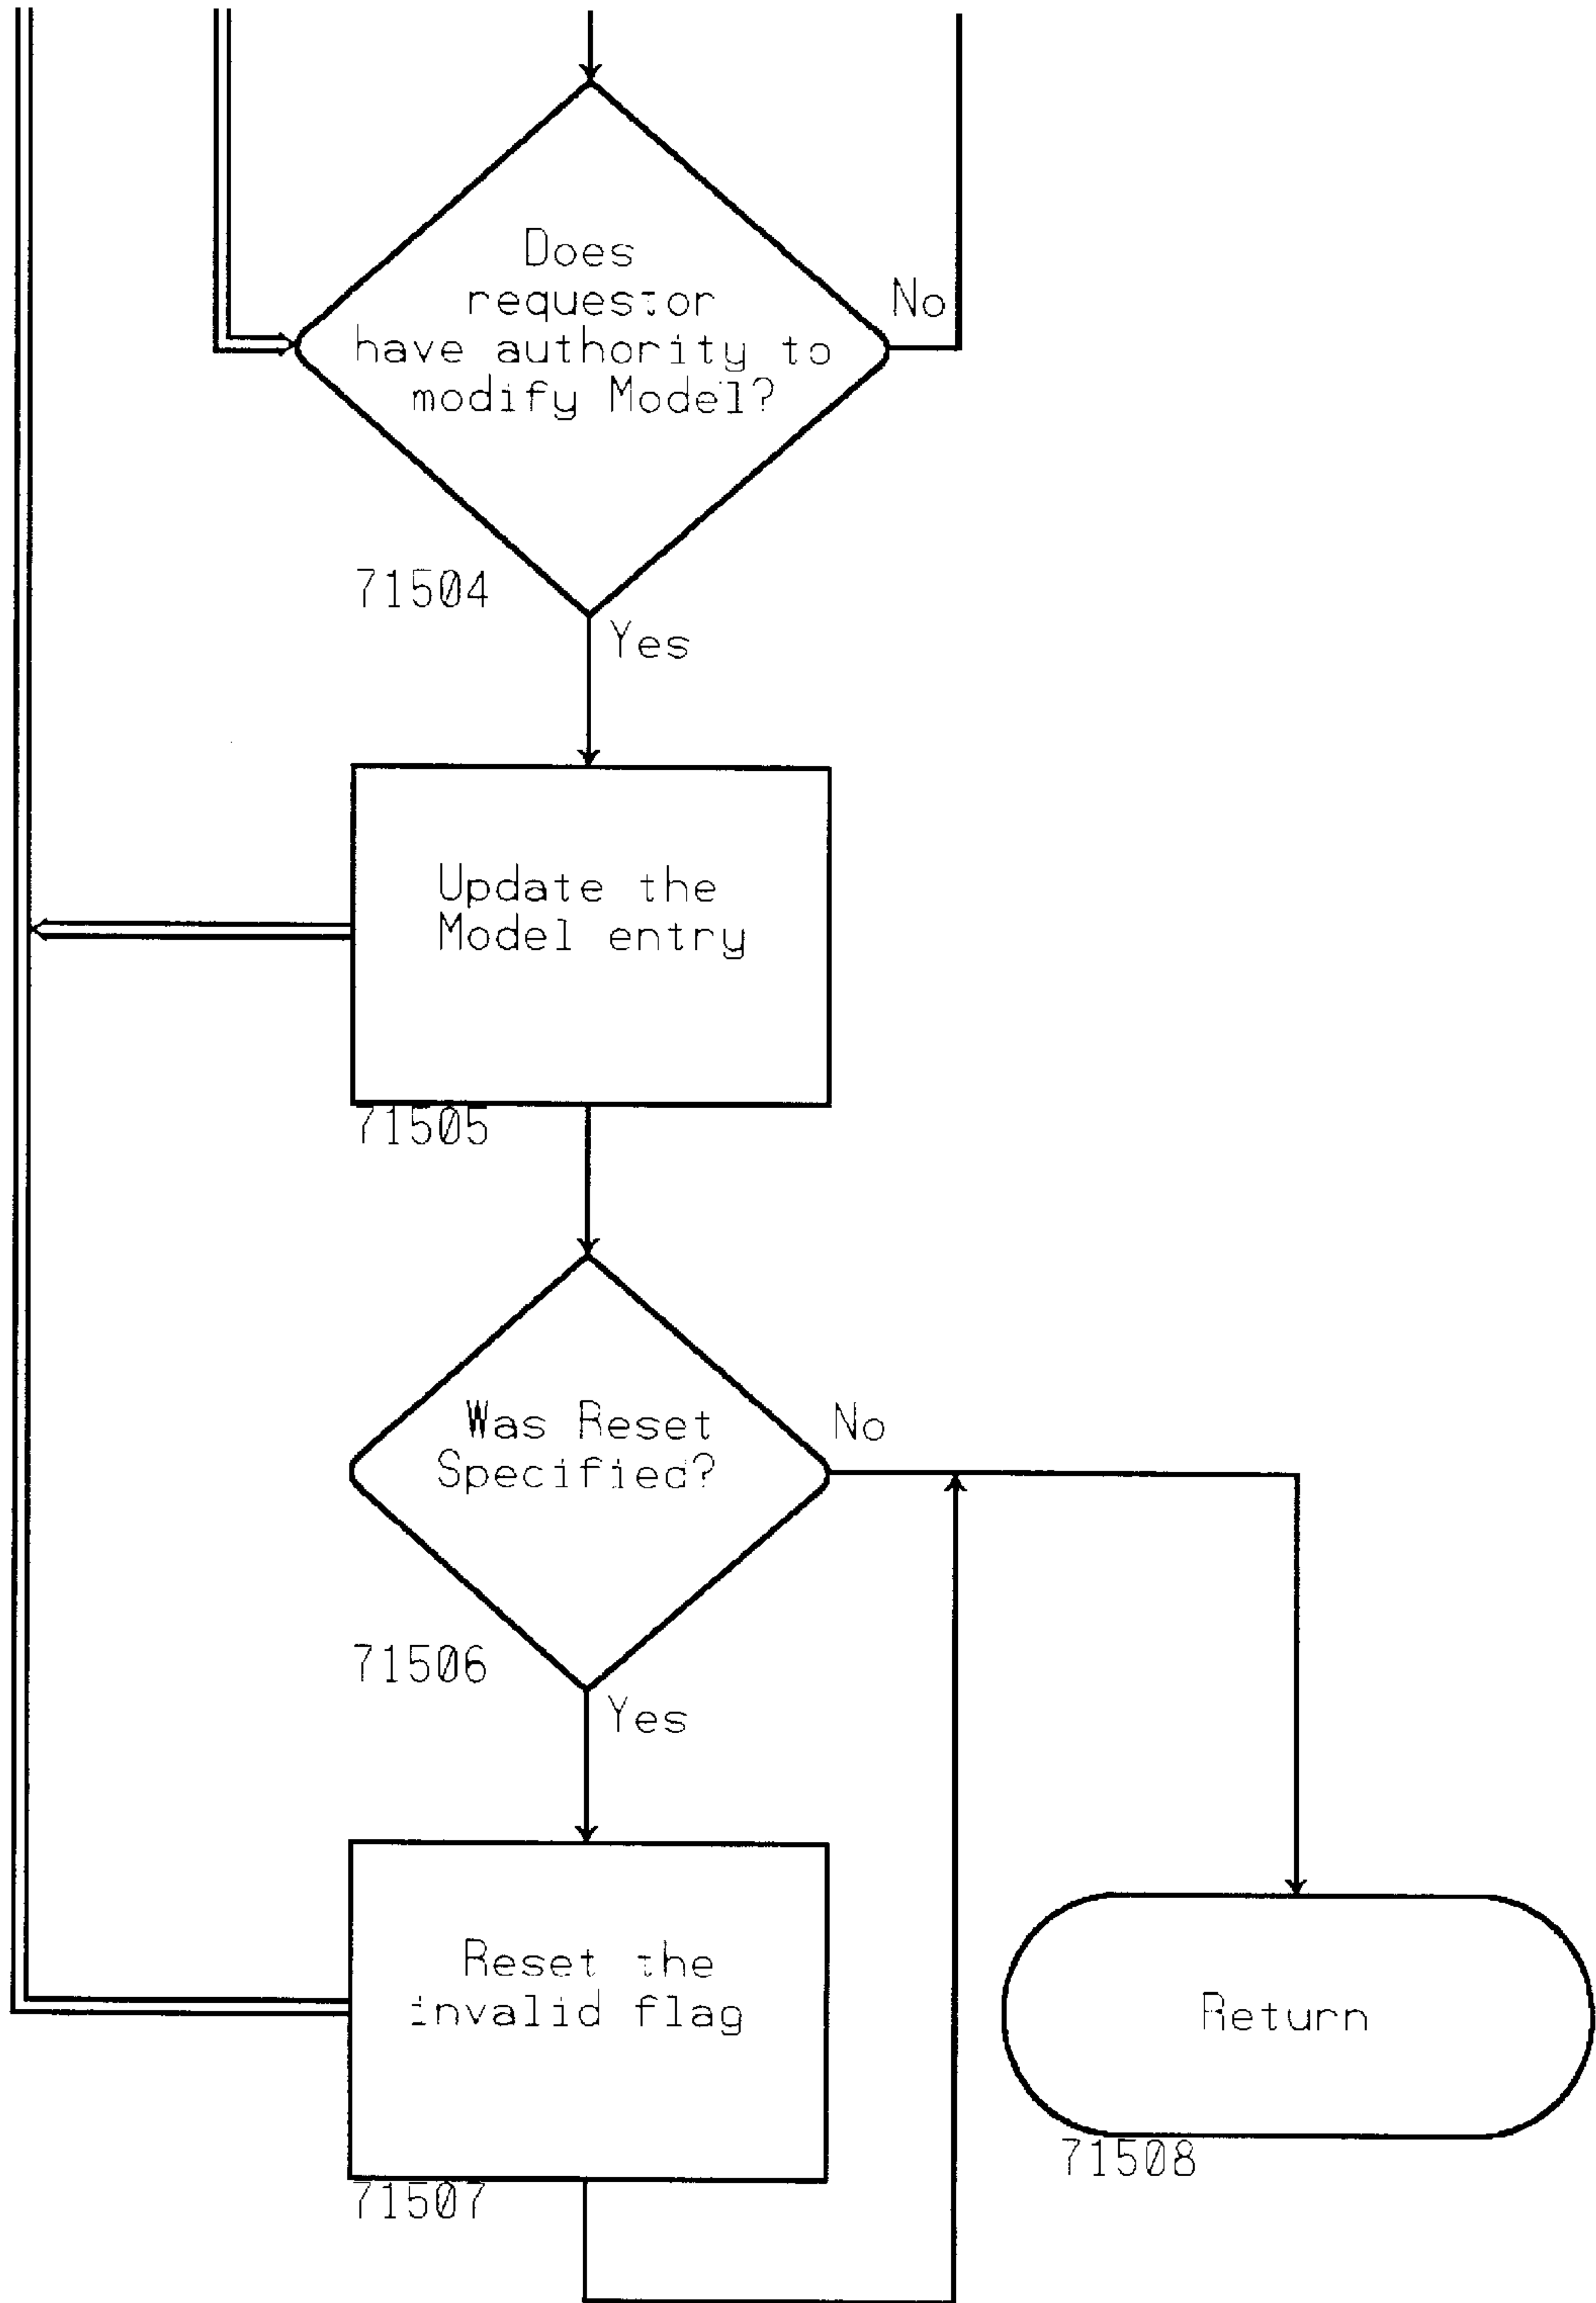 Does
requestor
have authority to
modify Model?
No
71504
Yes
Update the
Model entry
71505
Was Reset
Specified?
No
71506
Yes
Reset the
invalid flag
Return
71508
71507